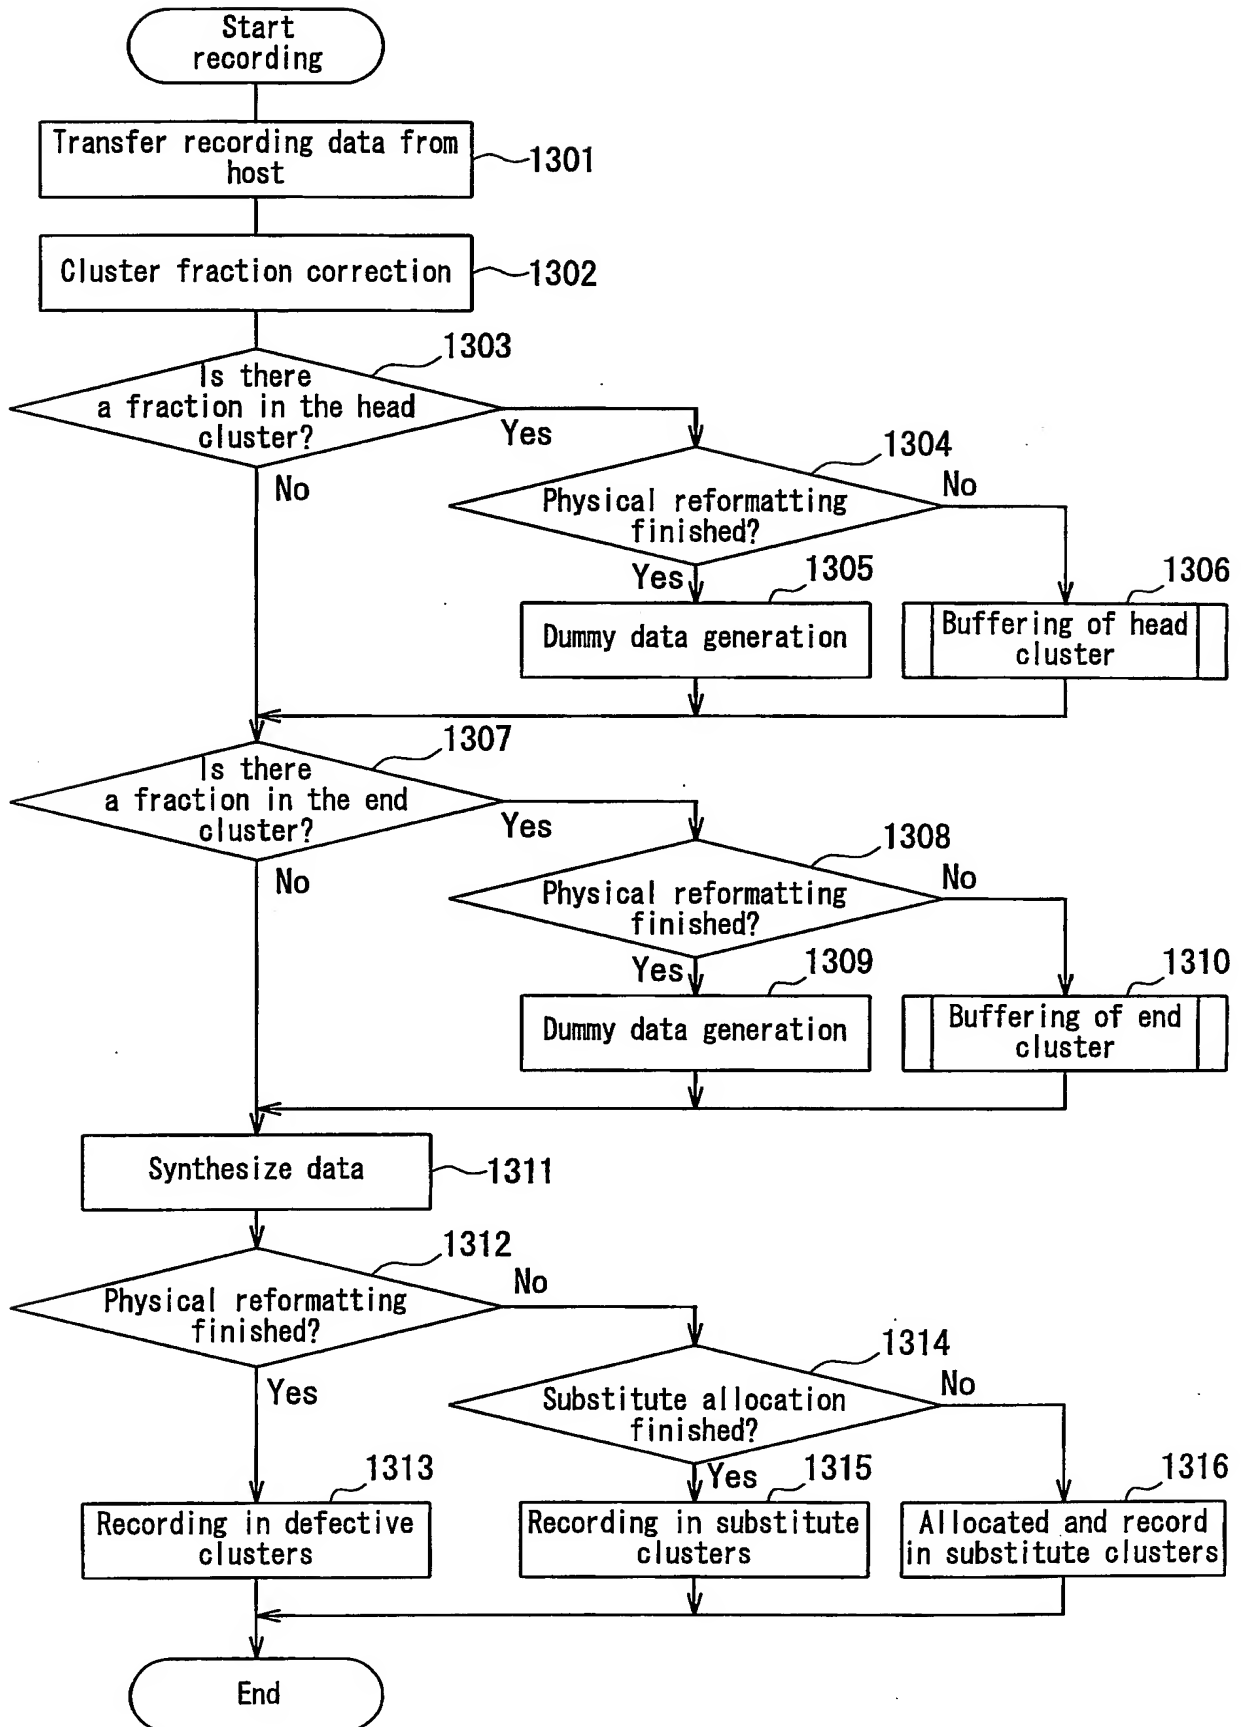 Start
recording
Transfer recording data from
host
1301
Cluster fraction correction
1302
1303
Is there
a fraction in the head
cluster?
Yes
No
1304
Physical reformatting
finished?
No
Yes
1305
Dummy data generation
1306
Buffering of head
cluster
1307
Is there
a fraction in the end
cluster?
Yes
No
1308
Physical reformatting
finished?
No
Yes
1309
Dummy data generation
1310
Buffering of end
cluster
Synthesize data
1311
1312
Physical reformatting
finished?
No
Yes
1314
Substitute allocation
finished?
No
Yes
1313
Recording in defective
clusters
1315
Recording in substitute
clusters
1316
Allocated and record
in substitute clusters
End